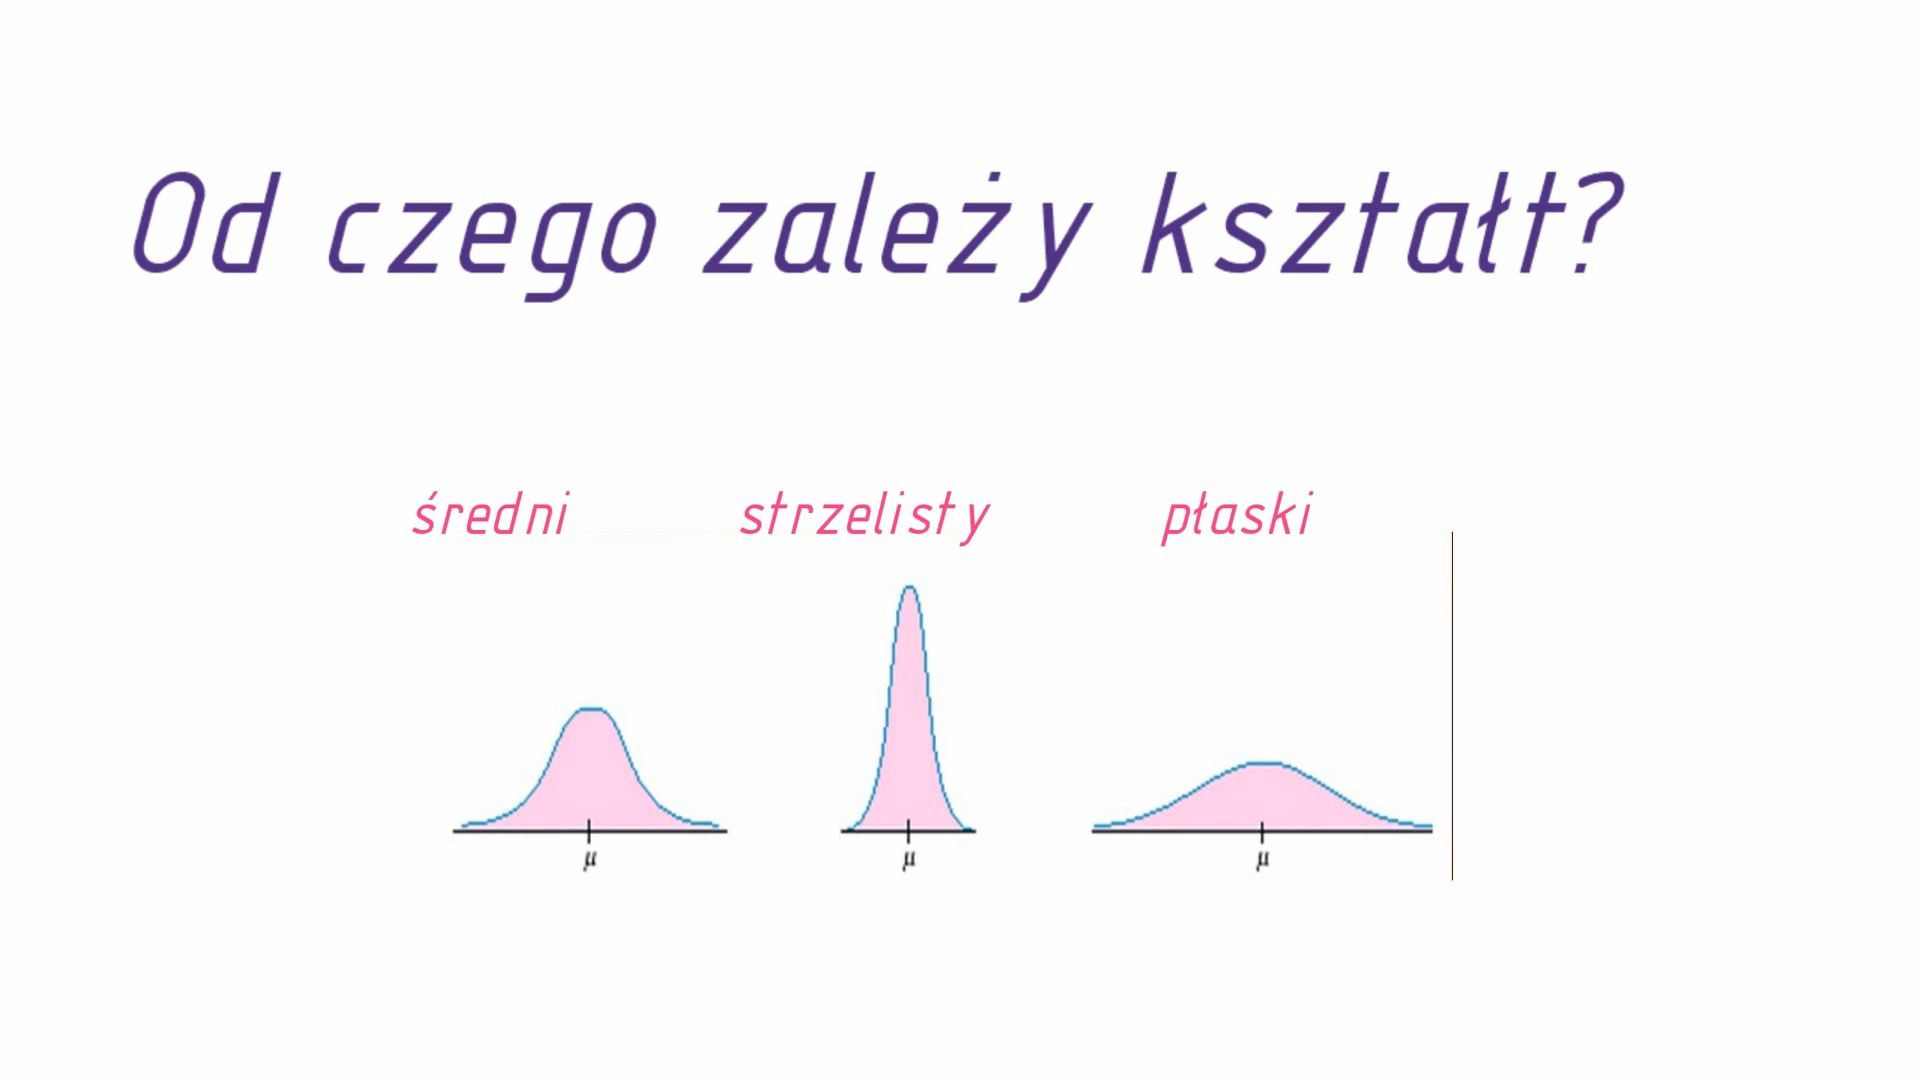 Od czego zależy kształt?
średni strzelisty płaski
μ μ μ